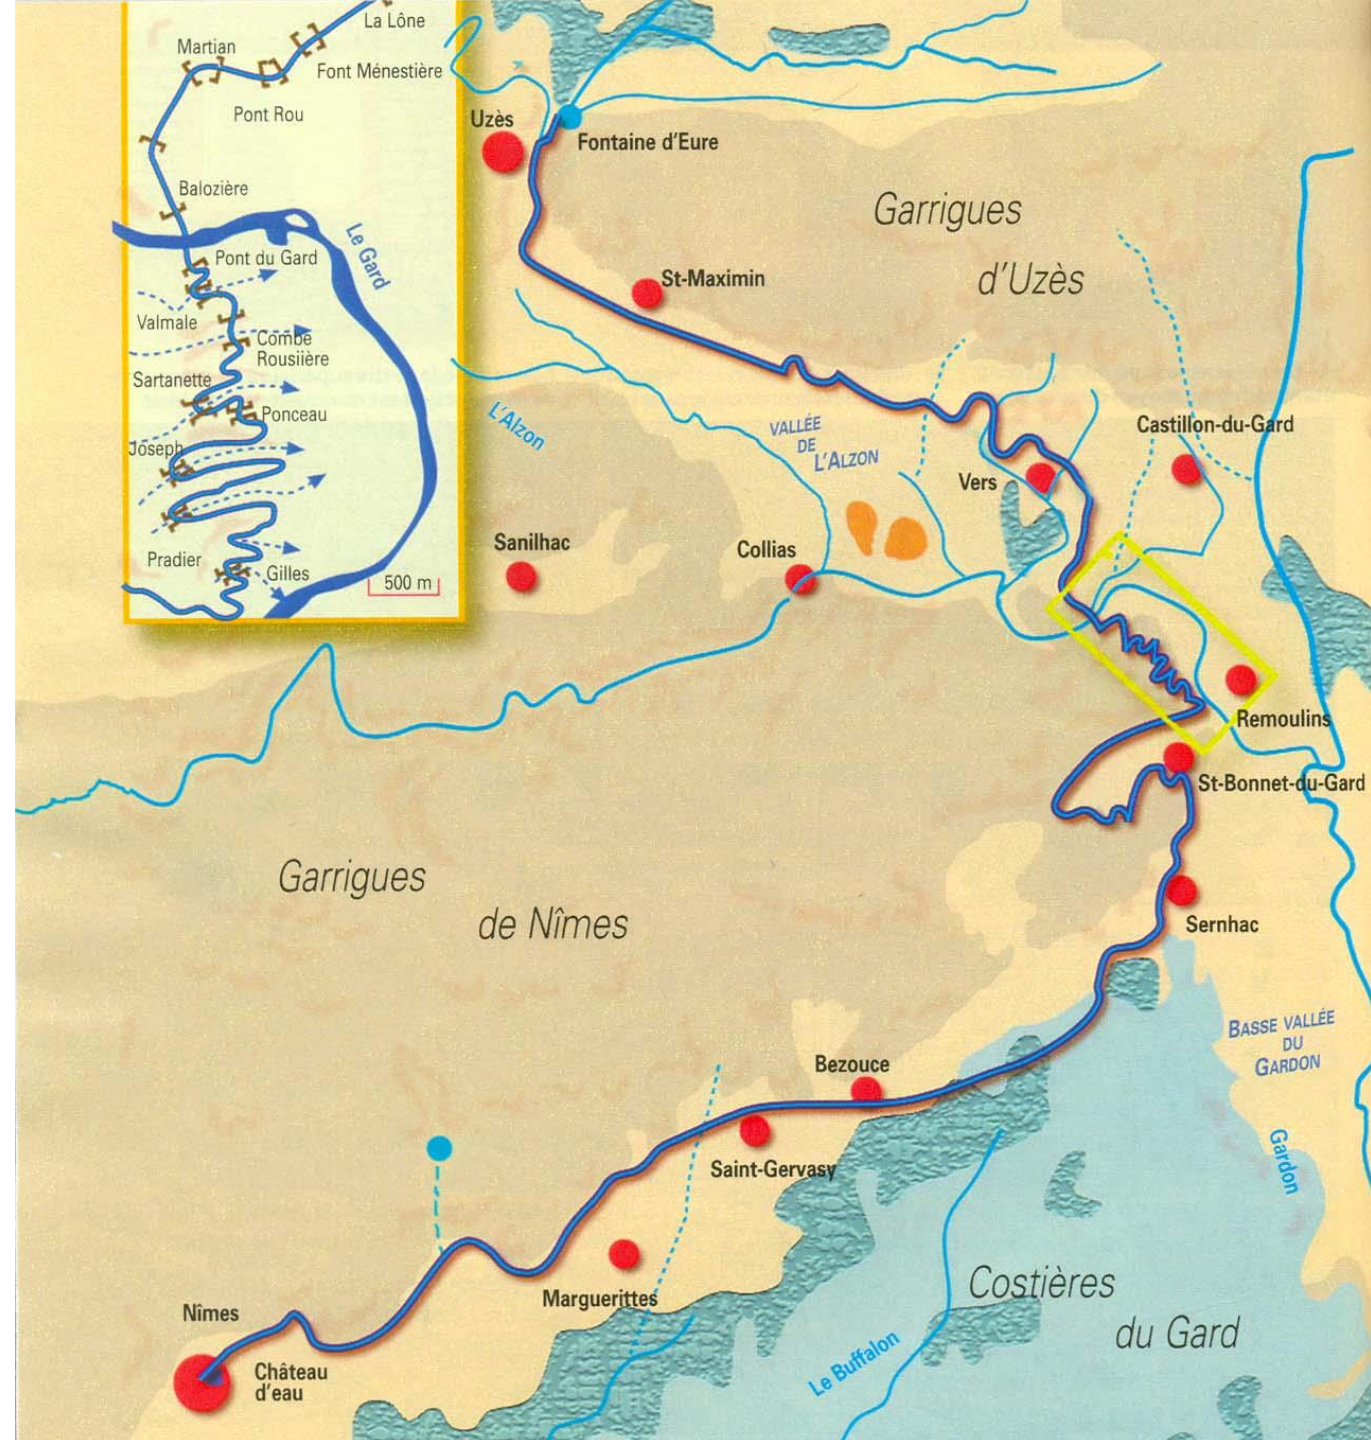 La Lône
Martian
Font Ménestière
Pont Rou
Balozière
Le Gard
Pont du Gard
Valmale
Combe
Rousiière
Sartanette
Ponceau
Joseph
Pradier
Gilles
500 m
Uzès
Fontaine d'Eure
Garrigues
d'Uzès
St-Maximin
L'Alzon
VALLÉE
DE
L'ALZON
Castillon-du-Gard
Vers
Sanilhac
Collias
Remoulins
St-Bonnet-du-Gard
Garrigues
de Nîmes
Sernhac
BASSE VALLÉE
DU
GARDON
Bezouce
Saint-Gervasy
Gardon
Marguerittes
Costières
du Gard
Nîmes
Château
d'eau
Le Buffalon